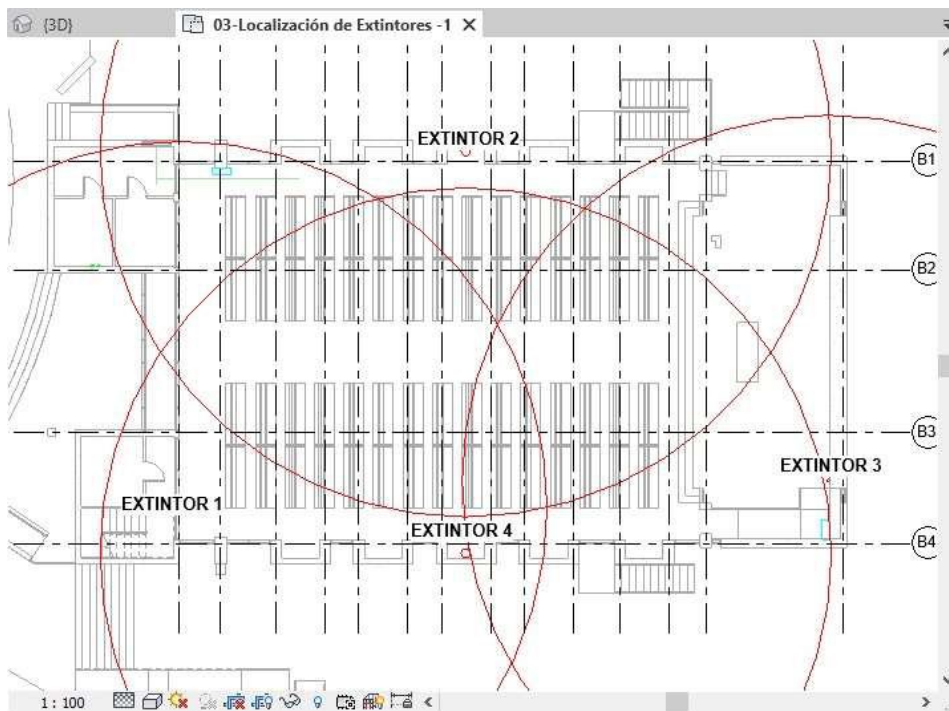 {3D}
03-Localización de Extintores -1
EXTINTOR 2
B1
B2
B3
EXTINTOR 3
EXTINTOR 1
EXTINTOR 4
B4
1 : 100